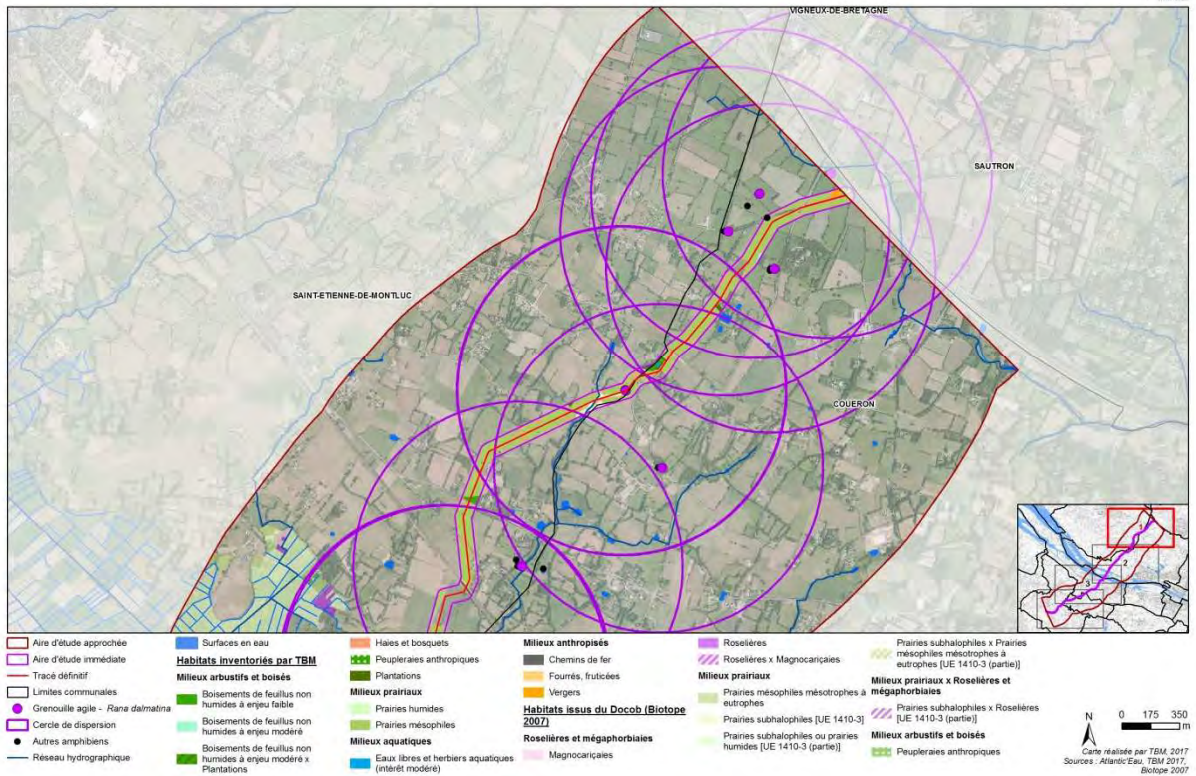 VIGNEUX-DE-BRETAGNE
SAUTRON
SAINT-ETIENNE-DE-MONTLUC
COUERON
1
2
3
Aire d'étude approchée
Aire d'étude immédiate
Tracé définitif
Limites communales
Grenouille agile - Rana dalmatina
Cercle de dispersion
Autres amphibiens
Réseau hydrographique
Surfaces en eau
Habitats inventoriés par TBM
Milieux arbustifs et boisés
Boisements de feuillus non
humides à enjeu faible
Boisements de feuillus non
humides à enjeu modéré
Boisements de feuillus non
humides à enjeu modéré x
Plantations
Haies et bosquets
Peupleraies anthropiques
Plantations
Milieux prairiaux
Prairies humides
Prairies mésophiles
Milieux aquatiques
Eaux libres et herbiers aquatiques
(intérêt modéré)
Milieux anthropisés
Chemins de fer
Fourrés, fruticées
Vergers
Habitats issus du Docob (Biotope
2007)
Roselières et mégaphorbiaies
Magnocariçaies
Roselières
Roselières x Magnocariçaies
Milieux prairiaux
Prairies mésophiles mésotrophes à
eutrophes
Prairies subhalophiles [UE 1410-3]
Prairies subhalophiles ou prairies
humides [UE 1410-3 (partie)]
Prairies subhalophiles x Prairies
mésophiles mésotrophes à
eutrophes [UE 1410-3 (partie)]
Milieux prairiaux x Roselières et
mégaphorbiaies
Prairies subhalophiles x Roselières
[UE 1410-3 (partie)]
Milieux arbustifs et boisés
Peupleraies anthropiques
N
0 175 350
m
Carte réalisée par TBM, 2017
Sources : Atlantic'Eau, TBM 2017,
Biotope 2007